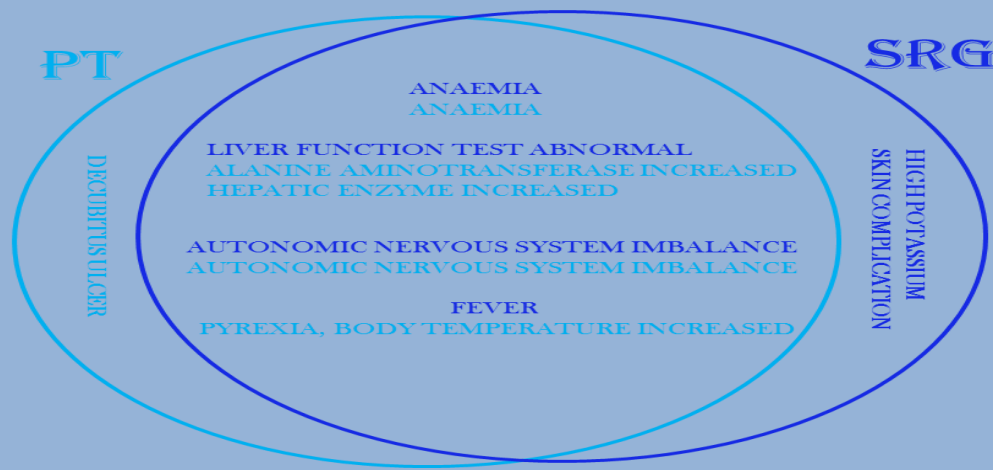 PT
SRG
ANAEMIA
ANAEMIA
LIVER FUNCTION TEST ABNORMAL
ALANINE AMINOTRANSFERASE INCREASED
HEPATIC ENZYME INCREASED
DECUBITUS ULCER
HIGH POTASSIUM
SKIN COMPLICATION
AUTONOMIC NERVOUS SYSTEM IMBALANCE
AUTONOMIC NERVOUS SYSTEM IMBALANCE
FEVER
PYREXIA, BODY TEMPERATURE INCREASED